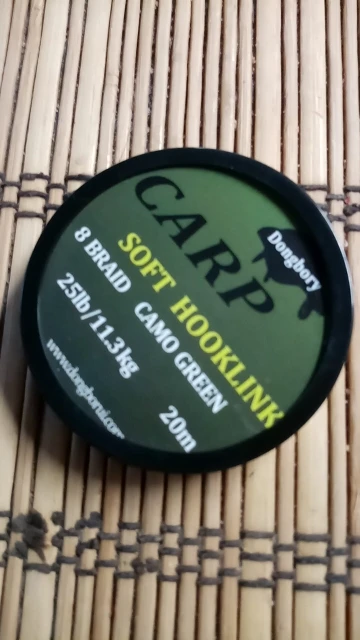 CARP
Dongbory
SOFT HOOKLINK
8 BRAID CAMO GREEN
25lb/11.3kg 20m